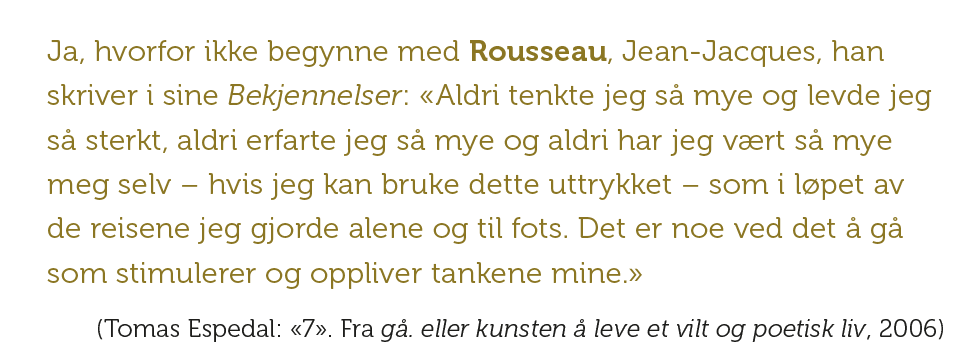 Ja, hvorfor ikke begynne med Rousseau, Jean-Jacques, han
skriver i sine Bekjennelser: «Aldri tenkte jeg så mye og levde jeg
så sterkt, aldri erfarte jeg så mye og aldri har jeg vært så mye
meg selv – hvis jeg kan bruke dette uttrykket – som i løpet av
de reisene jeg gjorde alene og til fots. Det er noe ved det å gå
som stimulerer og oppliver tankene mine.»
(Tomas Espedal: «7». Fra gå. eller kunsten å leve et vilt og poetisk liv, 2006)